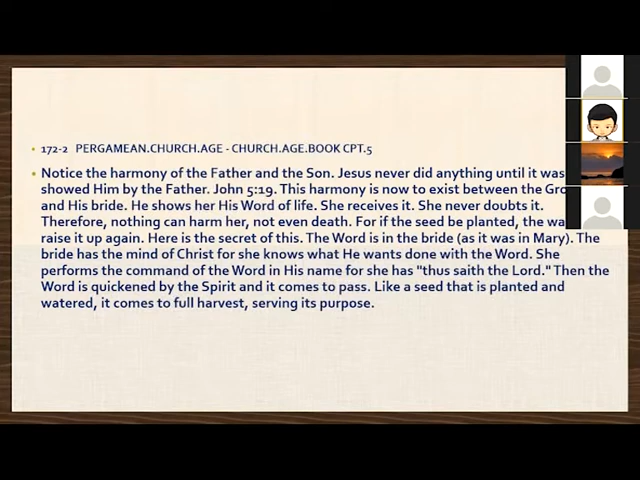 172-2 PERGAMEAN.CHURCH.AGE - CHURCH.AGE.BOOK CPT.5
Notice the harmony of the Father and the Son. Jesus never did anything until it was
showed Him by the Father. John 5:19. This harmony is now to exist between the
and His bride. He shows her His Word of life. She receives it. She never doubts it.
Therefore, nothing can harm her, not even death. For if the seed be planted, the
raise it up again. Here is the secret of this. The Word is in the bride (as it was in Mary). The
bride has the mind of Christ for she knows what He wants done with the Word. She
performs the command of the Word in His name for she has "thus saith the Lord." Then the
Word is quickened by the Spirit and it comes to pass. Like a seed that is planted and
watered, it comes to full harvest, serving its purpose.